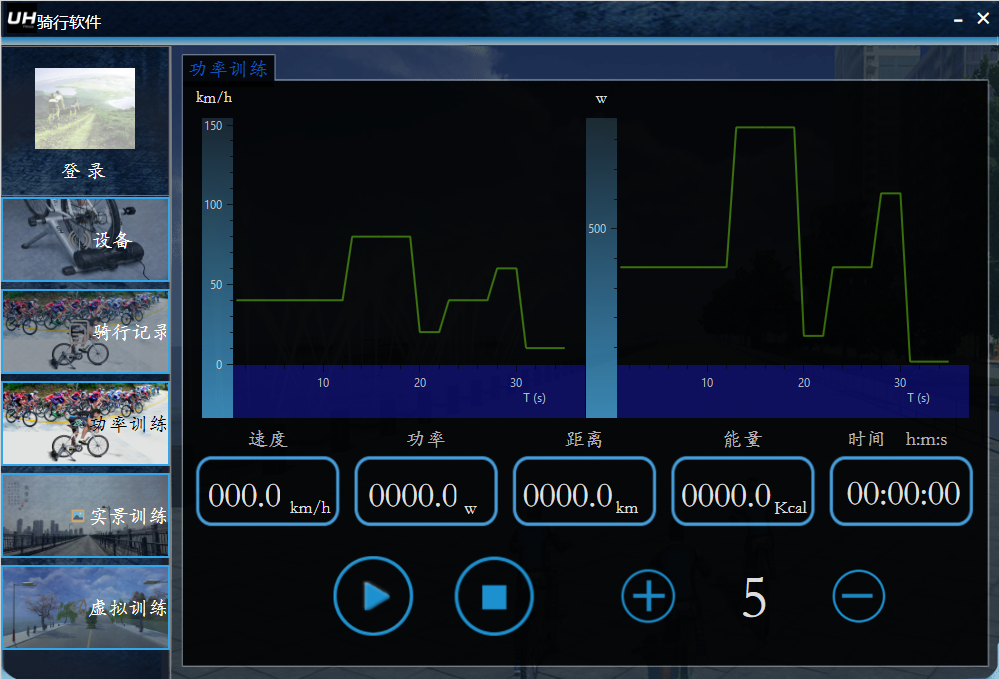 UH骑行软件
登 录
设备
骑行记录
功率训练
实景训练
虚拟训练
功率训练
km/h
150
100
50
0
10 20 30
T (s)
w
500
10 20 30
T (s)
速度 功率 距离 能量 时间 h:m:s
000.0 km/h 0000.0 w 0000.0 km 0000.0 Kcal 00:00:00
5